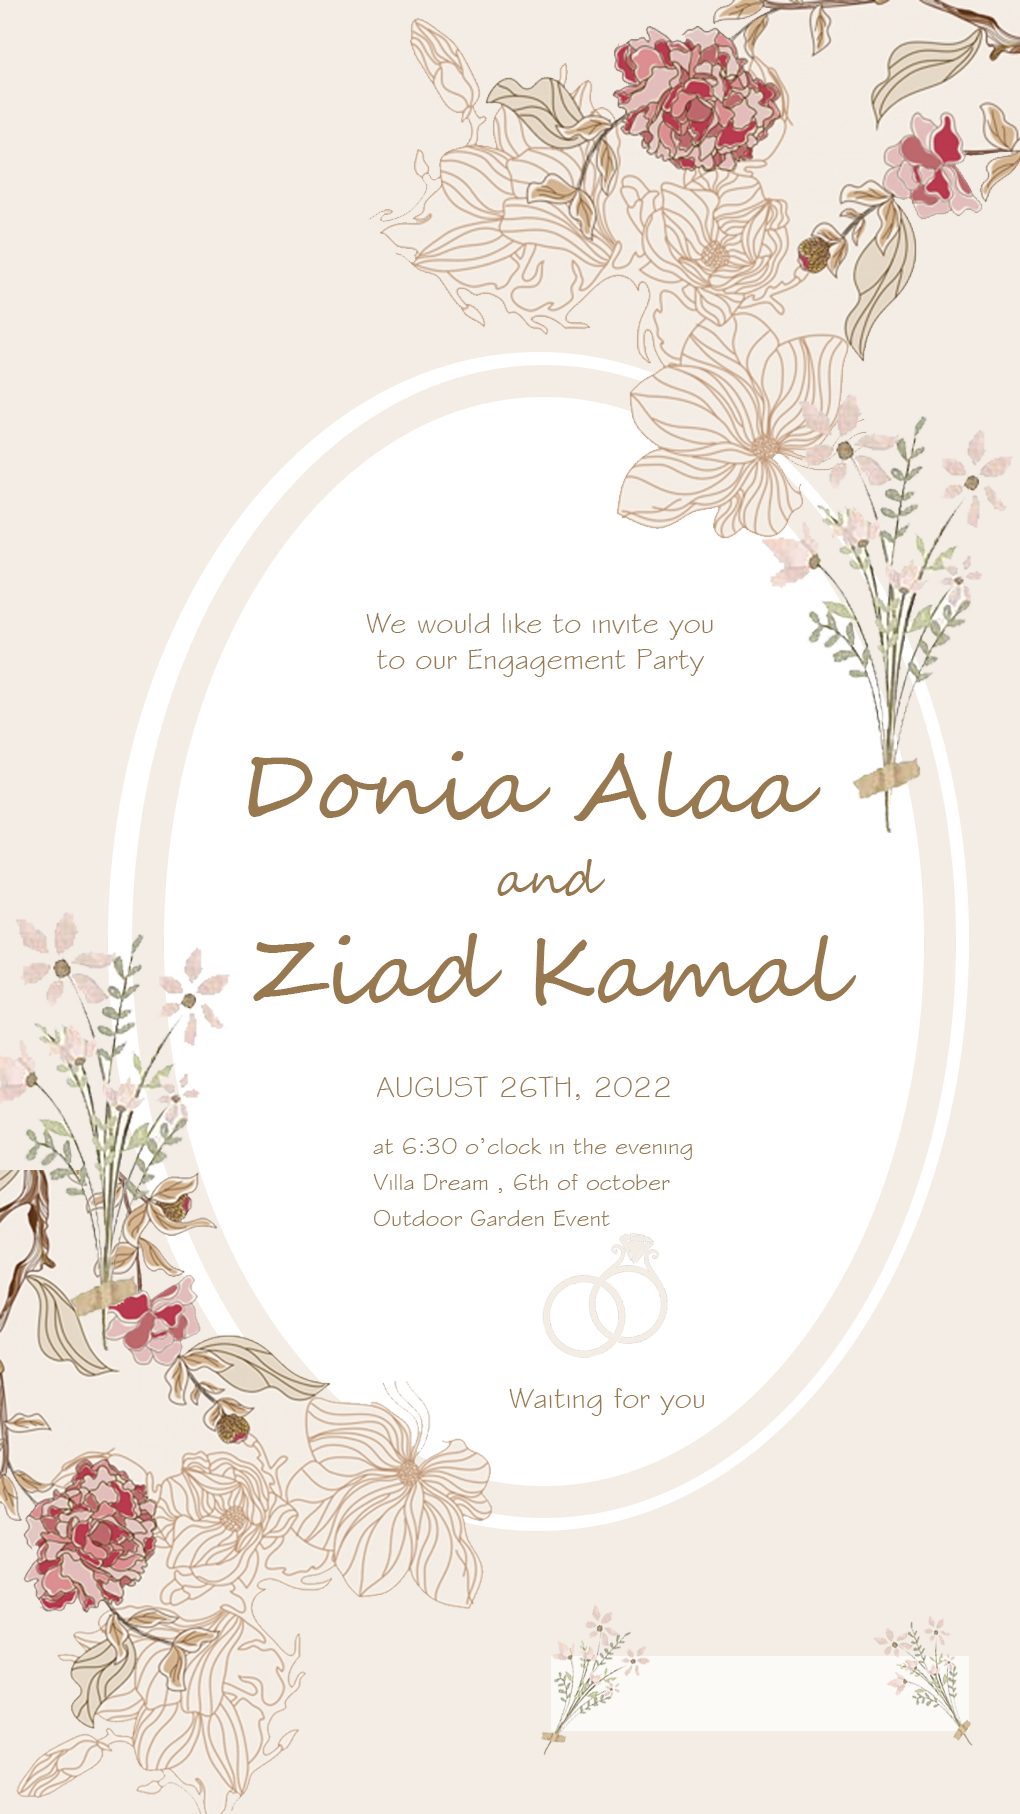 We would like to invite you
to our Engagement Party
Donia Alaa
and
Ziad Kamal
AUGUST 26TH, 2022
at 6:30 o'clock in the evening
Villa Dream , 6th of october
Outdoor Garden Event
Waiting for you